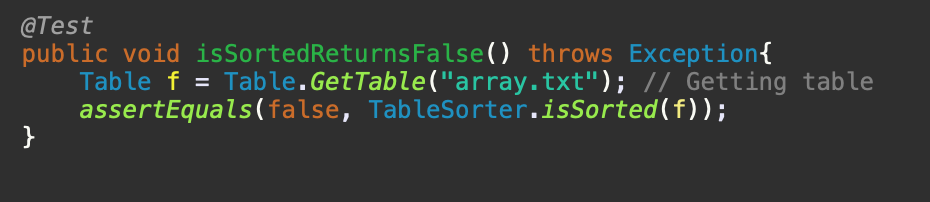 @Test
public void isSortedReturnsFalse() throws Exception{
    Table f = Table.GetTable("array.txt"); // Getting table
    assertEquals(false, TableSorter.isSorted(f));
}